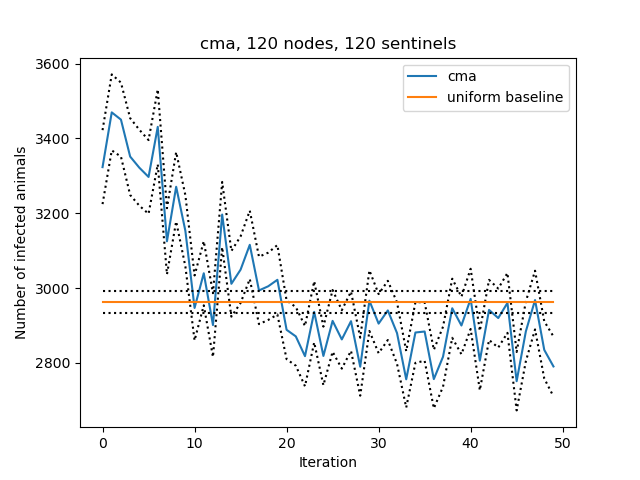 cma, 120 nodes, 120 sentinels
cma
uniform baseline
Number of infected animals
3600
3400
3200
3000
2800
0 10 20 30 40 50
Iteration